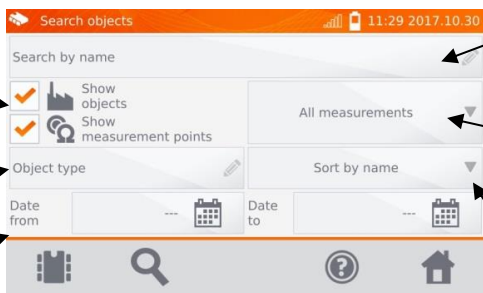 Search objects
11:29 2017.10.30
Search by name
Show
objects
Show
measurement points
All measurements
Object type
Sort by name
Date
from
---
Date
to
---